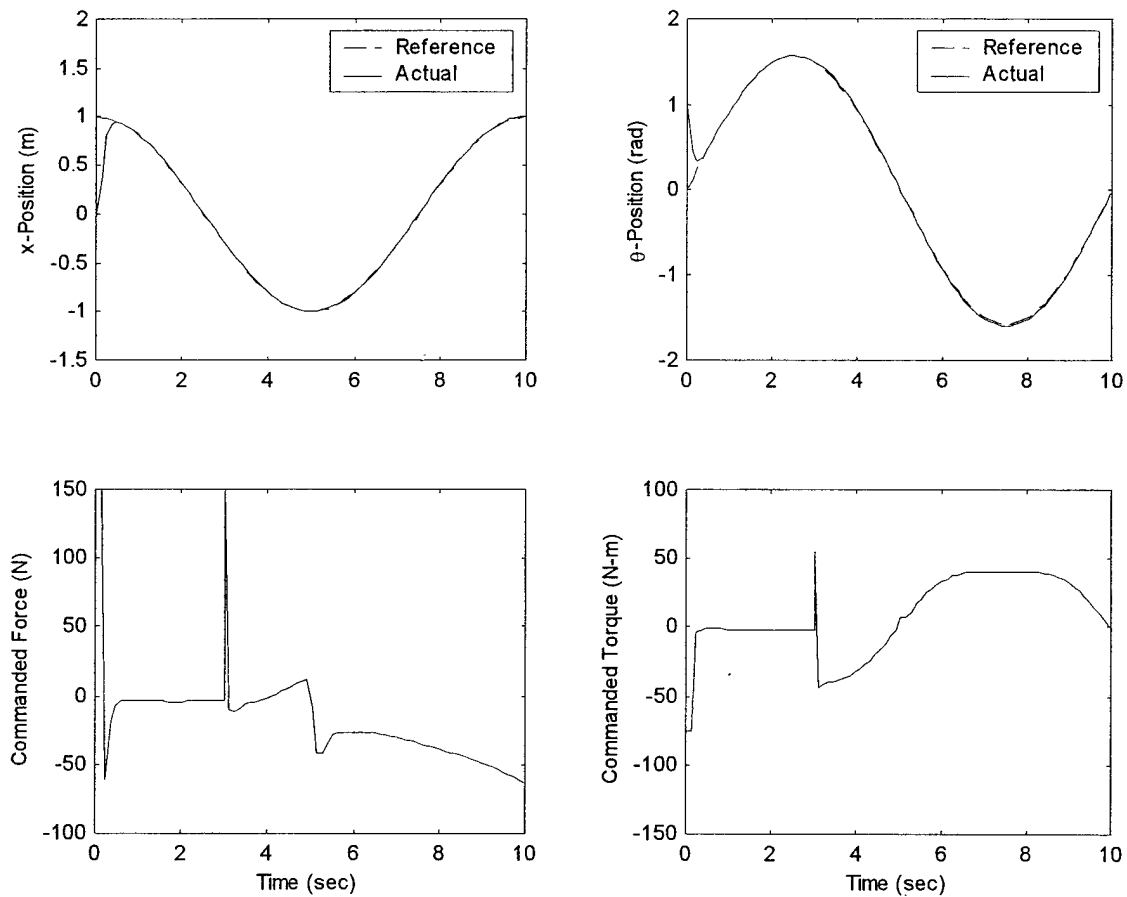 2
1.5
1
0.5
0
-0.5
-1
-1.5
x-Position (m)
Reference
Actual
0 2 4 6 8 10
2
1
0
-1
-2
θ-Position (rad)
Reference
Actual
0 2 4 6 8 10
150
100
50
0
-50
-100
Commanded Force (N)
0 2 4 6 8 10
Time (sec)
100
50
0
-50
-100
-150
Commanded Torque (N-m)
0 2 4 6 8 10
Time (sec)